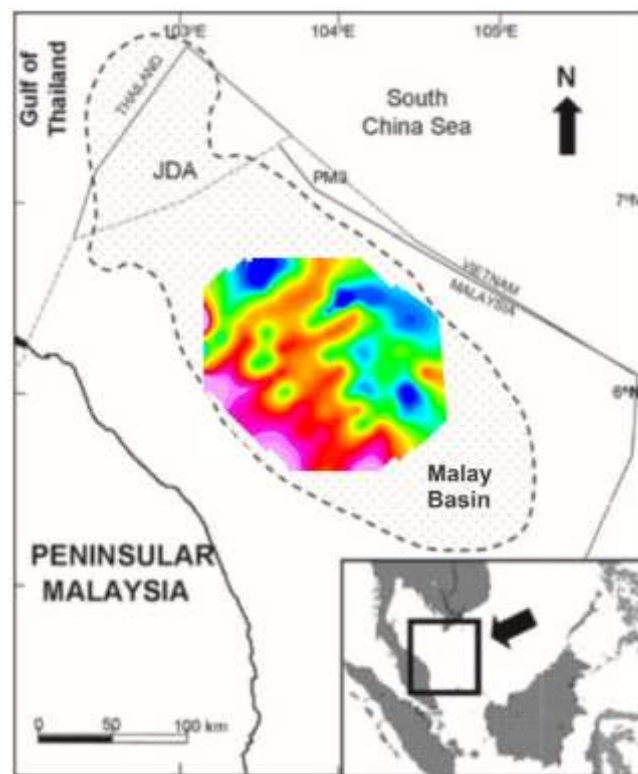 103°E
104°E
105°E
Gulf of
Thailand
THAILAND
N
South
China Sea
JDA
PM9
7°N
VIETNAM
MALAYSIA
6°N
Malay
Basin
PENINSULAR
MALAYSIA
0 50 100 km